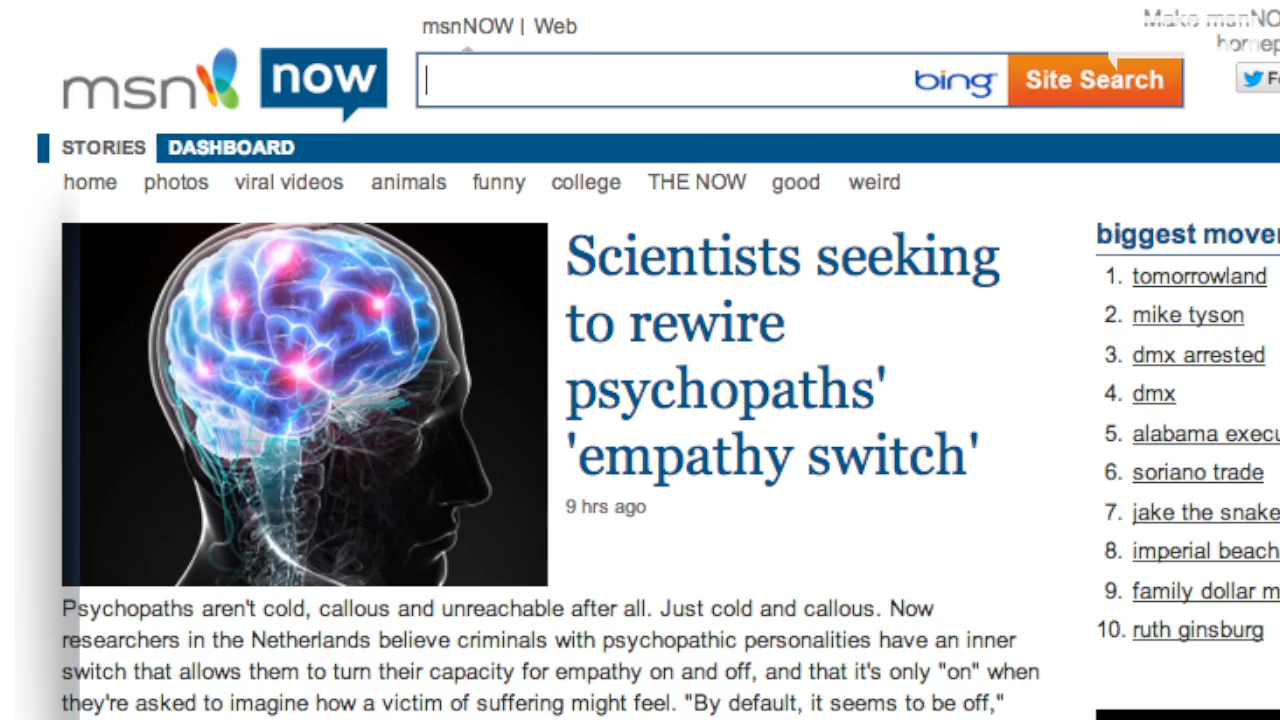 msnNOW | Web
msn now
bing Site Search
STORIES DASHBOARD
home photos viral videos animals funny college THE NOW good weird
Scientists seeking
to rewire
psychopaths'
'empathy switch'
9 hrs ago
Psychopaths aren't cold, callous and unreachable after all. Just cold and callous. Now
researchers in the Netherlands believe criminals with psychopathic personalities have an inner
switch that allows them to turn their capacity for empathy on and off, and that it's only "on" when
they're asked to imagine how a victim of suffering might feel. "By default, it seems to be off,"
biggest
1. tomorrowland
2. mike tyson
3. dmx arrested
4. dmx
5. alabama
6. soriano trade
7. jake the snake
8. imperial beach
9. family dollar
10. ruth ginsburg